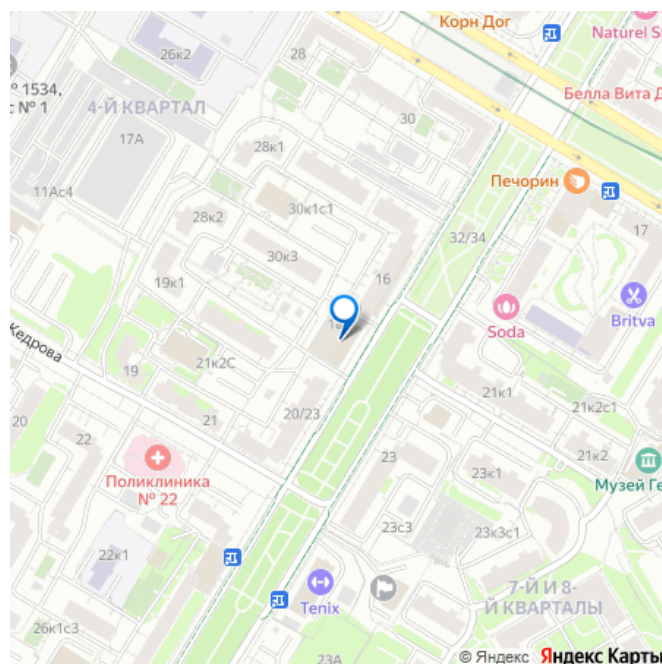 Корн Дог
Naturel S
26к2
28
° 1534,
с № 1
4-Й КВАРТАЛ
Белла Вита Д
30
17А
28к1
Печорин
11Ас4
30к1с1
28к2
32/34
17
30к3
16
19к1
Britva
Soda
Кедрова
21к2С
19
21к1
21к2с1
20/23
21
20
22
23
21к2
Поликлиника
№ 22
23к1
Музей Ге
23с3
23к3с1
22к1
7-Й И 8-
Й КВАРТАЛЫ
Tenix
26к1с3
23А
© Яндекс Яндекс Карты